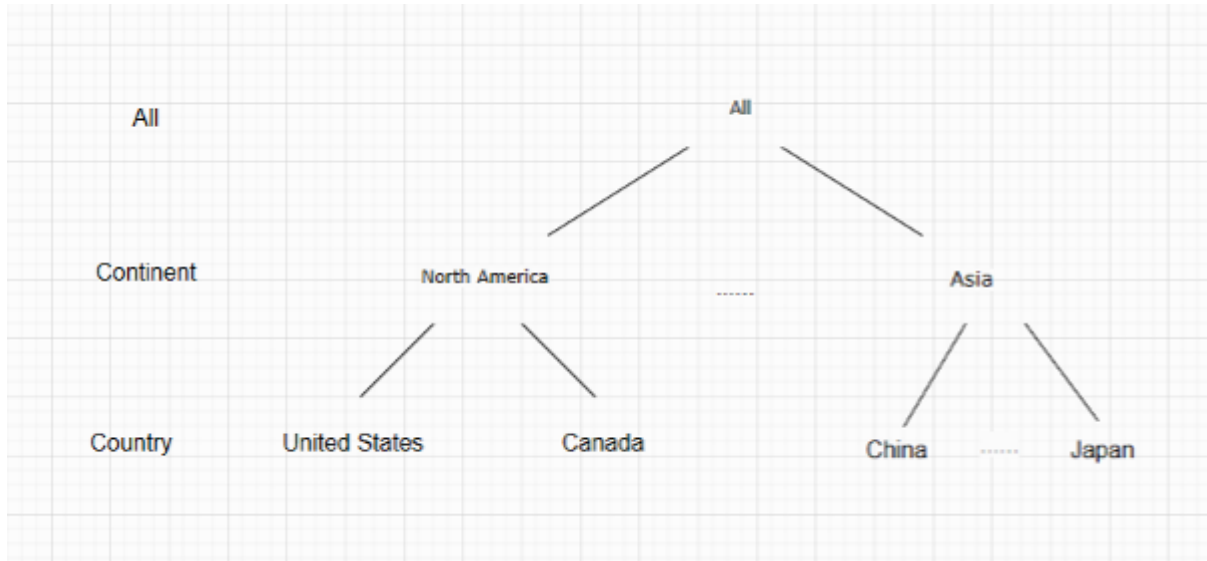 All
All
Continent
North America
------
Asia
Country
United States
Canada
China
------
Japan